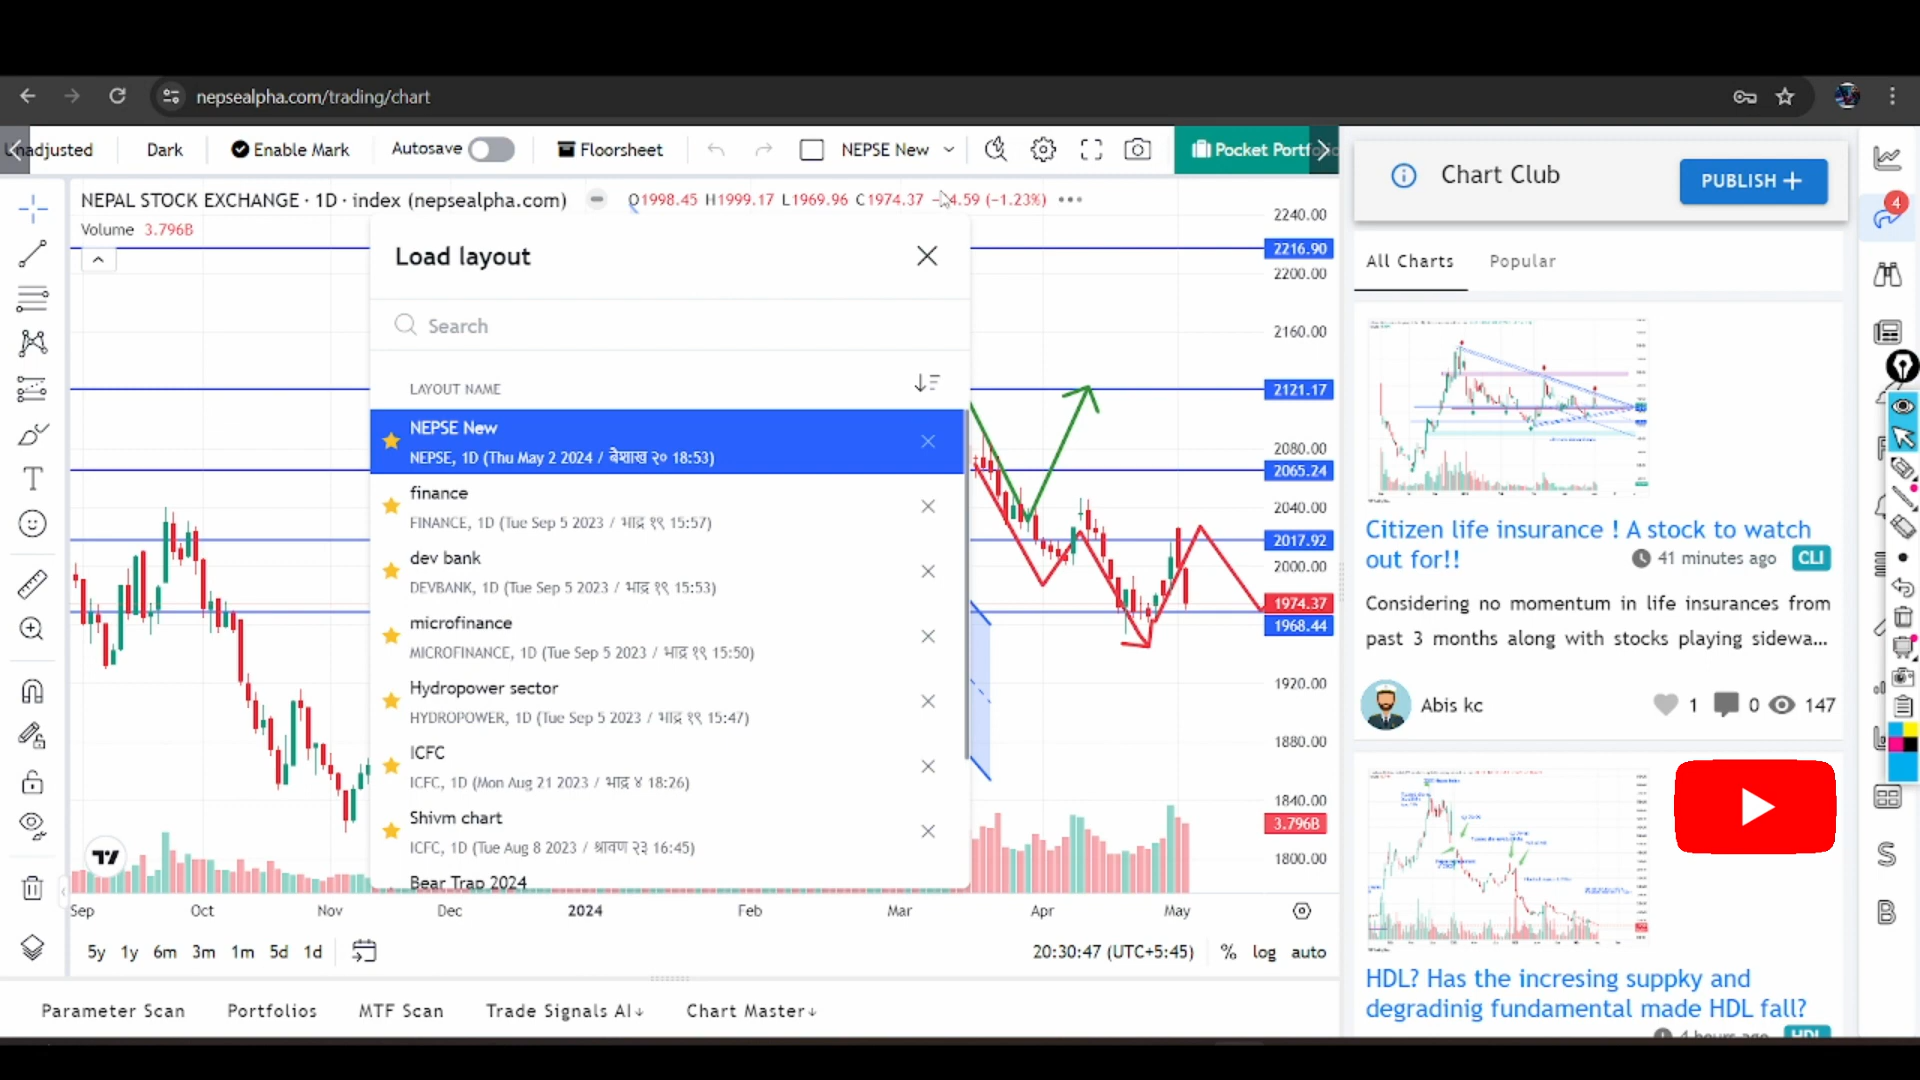 nepsealpha.com/trading/chart
Unadjusted
Dark
Enable Mark
Autosave
Floorsheet
NEPSE New
Pocket Portfo
NEPAL STOCK EXCHANGE · 1D · index (nepsealpha.com)
O1998.45 H1999.17 L1969.96 C1974.37 (−1.23%)
Volume 3.796B
Load layout
Search
LAYOUT NAME
NEPSE New
NEPSE, 1D (Thu May 2 2024 / बैशाख २० 18:53)
finance
FINANCE, 1D (Tue Sep 5 2023 / भाद्र १९ 15:57)
dev bank
DEVBANK, 1D (Tue Sep 5 2023 / भाद्र १९ 15:53)
microfinance
MICROFINANCE, 1D (Tue Sep 5 2023 / भाद्र १९ 15:50)
Hydropower sector
HYDROPOWER, 1D (Tue Sep 5 2023 / भाद्र १९ 15:47)
ICFC
ICFC, 1D (Mon Aug 21 2023 / भाद्र ४ 18:26)
Shivm chart
ICFC, 1D (Tue Aug 8 2023 / श्रावण २३ 16:45)
Bear Trap 2024
2240.00
2216.90
2200.00
2160.00
2121.17
2080.00
2065.24
2040.00
2017.92
2000.00
1974.37
1968.44
1920.00
1880.00
1840.00
3.796B
1800.00
Sep
Oct
Nov
Dec
2024
Feb
Mar
Apr
May
5y 1y 6m 3m 1m 5d 1d
20:30:47 (UTC+5:45)
% log auto
Parameter Scan
Portfolios
MTF Scan
Trade Signals AI↓
Chart Master↓
Chart Club
PUBLISH +
4
All Charts
Popular
Citizen life insurance ! A stock to watch
out for!!
41 minutes ago
CLI
Considering no momentum in life insurances from
past 3 months along with stocks playing sidewa...
Abis kc
1
0
147
HDL? Has the incresing suppky and
degradinig fundamental made HDL fall?
4 hours ago
HDL
S
B